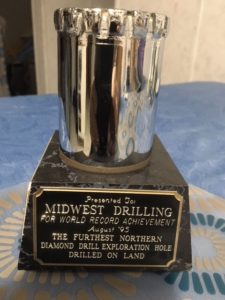 Presented To:
MIDWEST DRILLING
FOR WORLD RECORD ACHIEVEMENT
August '95
THE FURTHEST NORTHERN
DIAMOND DRILL EXPLORATION HOLE
DRILLED ON LAND